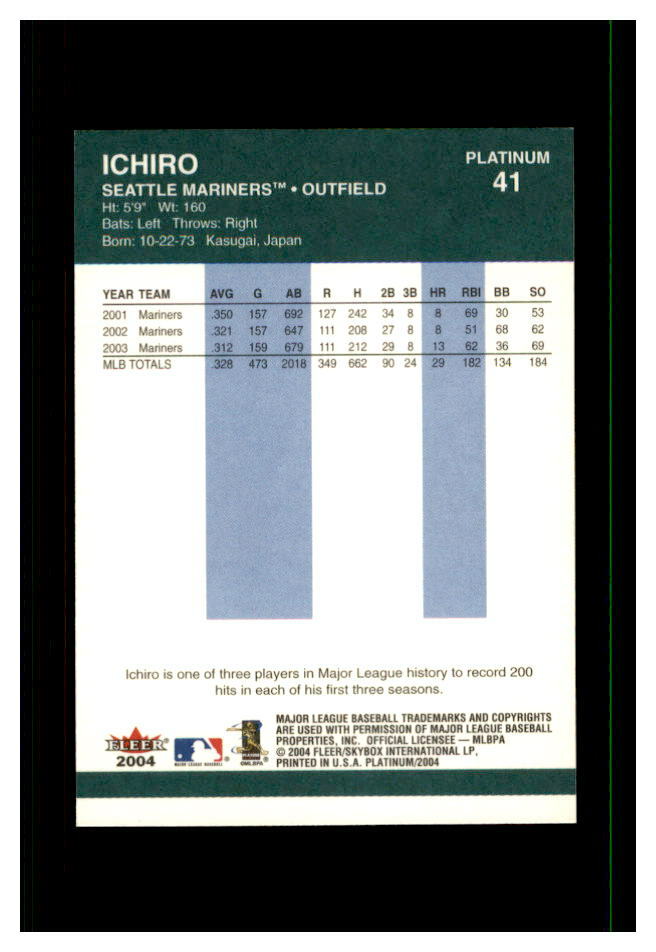 ICHIRO
PLATINUM
41
SEATTLE MARINERS™ • OUTFIELD
Ht: 5'9" Wt: 160
Bats: Left Throws: Right
Born: 10-22-73 Kasugai, Japan
YEAR TEAM AVG G AB R H 2B 3B HR RBI BB SO
2001 Mariners .350 157 692 127 242 34 8 8 69 30 53
2002 Mariners .321 157 647 111 208 27 8 8 51 68 62
2003 Mariners .312 159 679 111 212 29 8 13 62 36 69
MLB TOTALS .328 473 2018 349 662 90 24 29 182 134 184
Ichiro is one of three players in Major League history to record 200
hits in each of his first three seasons.
FLEER®
2004
MAJOR LEAGUE BASEBALL ®
©MLBPA
MAJOR LEAGUE BASEBALL TRADEMARKS AND COPYRIGHTS
ARE USED WITH PERMISSION OF MAJOR LEAGUE BASEBALL
PROPERTIES, INC. OFFICIAL LICENSEE — MLBPA
© 2004 FLEER/SKYBOX INTERNATIONAL LP,
PRINTED IN U.S.A. PLATINUM/2004